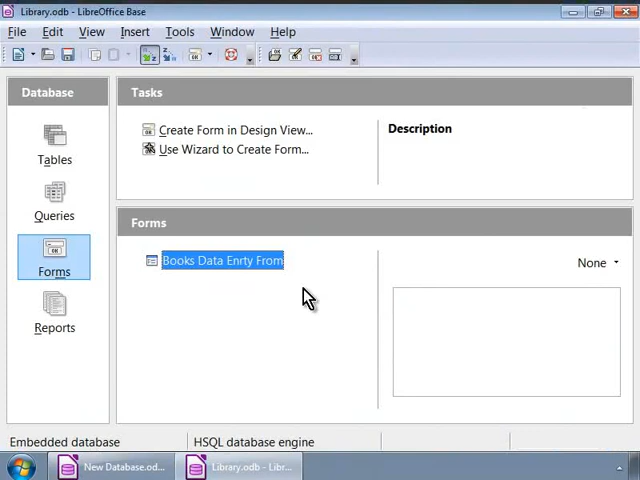 Library.odb - LibreOffice Base
File Edit View Insert Tools Window Help
Database
Tasks
Create Form in Design View...
Use Wizard to Create Form...
Description
Tables
Queries
Forms
Reports
Forms
Books Data Enrty From
None
Embedded database
HSQL database engine
New Database.od...
Library.odb - Libr...